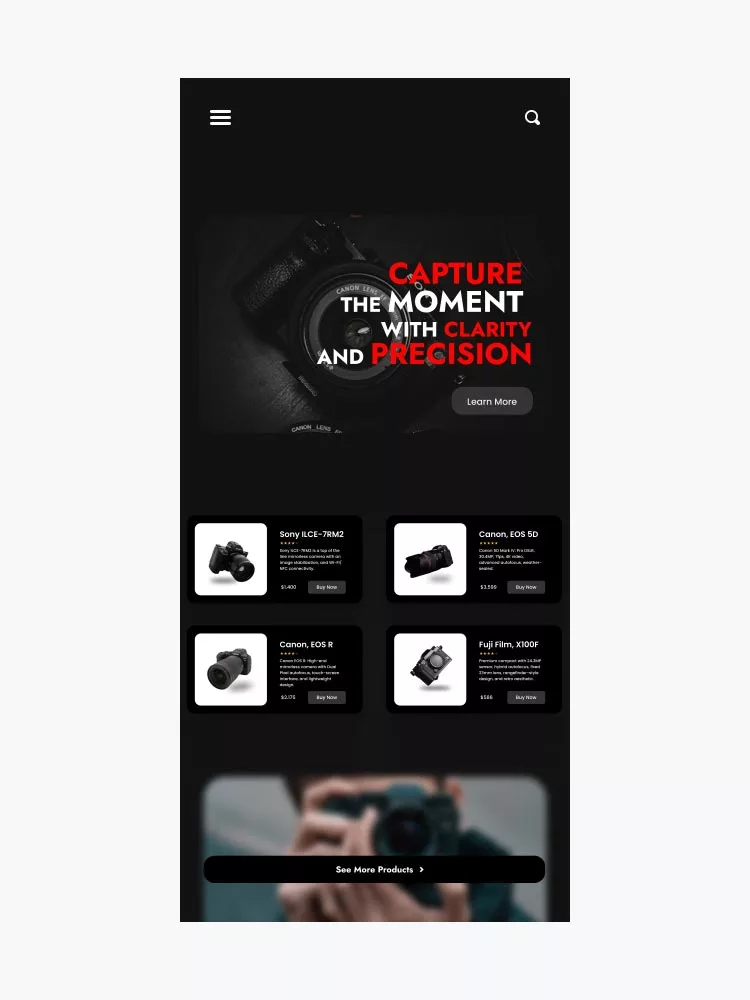 CAPTURE
THE MOMENT
WITH CLARITY
AND PRECISION
CANON LENS
Learn More
CANON LENS
Sony ILCE-7RM2
Sony ILCE-7RM2 is a top of the
line mirrorless camera with an
image stabilization, and Wi-Fi/
NFC connectivity.
$1,400
Buy Now
Canon, EOS 5D
Canon 5D Mark IV: Pro DSLR,
30.4MP, 7fps, 4K video,
advanced autofocus, weather-
sealed.
$3,599
Buy Now
Canon, EOS R
Canon EOS R: High-end
mirrorless camera with Dual
Pixel autofocus, touch-screen
interface, and lightweight
design.
$2,175
Buy Now
Fuji Film, X100F
Premium compact with 24.3MP
sensor, hybrid autofocus, fixed
design, and retro aesthetic.
$586
Buy Now
See More Products